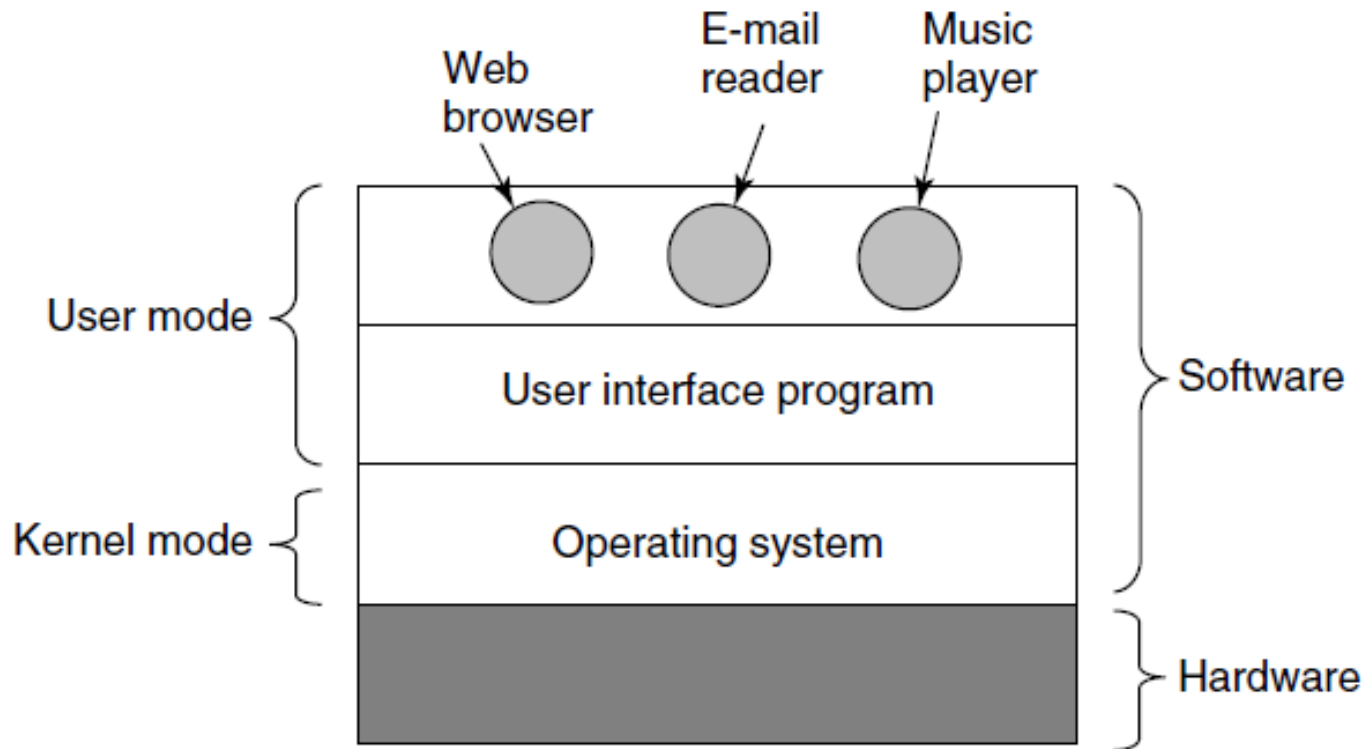 Web
browser
E-mail
reader
Music
player
User mode
User interface program
Software
Kernel mode
Operating system
Hardware